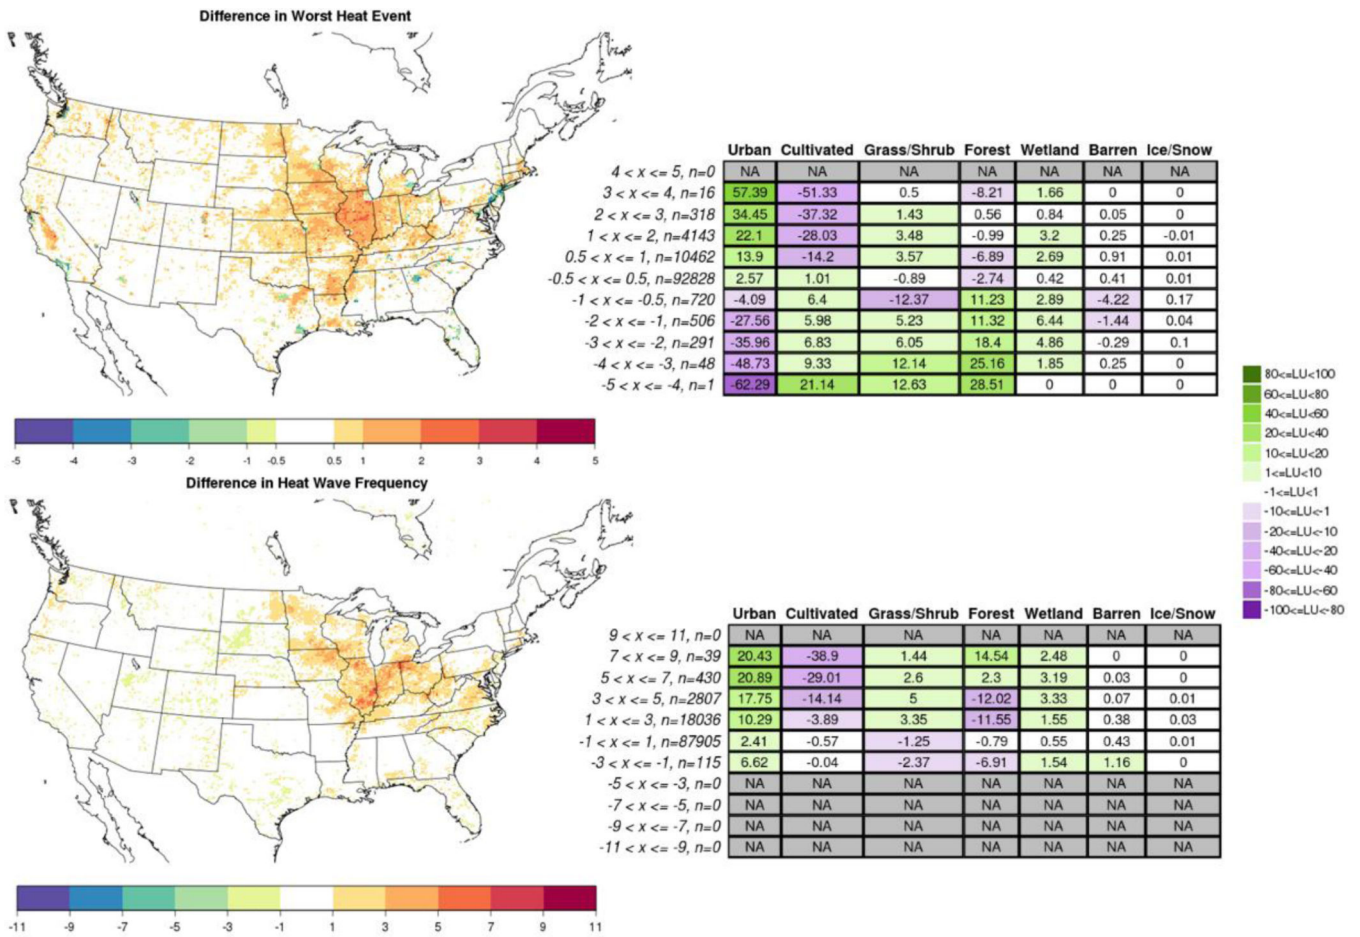 Difference in Worst Heat Event
Urban Cultivated Grass/Shrub Forest Wetland Barren Ice/Snow
4 < x <= 5, n=0 NA NA NA NA NA NA NA
3 < x <= 4, n=16 57.39 -51.33 0.5 -8.21 1.66 0 0
2 < x <= 3, n=318 34.45 -37.32 1.43 0.56 0.84 0.05 0
1 < x <= 2, n=4143 22.1 -28.03 3.48 -0.99 3.2 0.25 -0.01
0.5 < x <= 1, n=10462 13.9 -14.2 3.57 -6.89 2.69 0.91 0.01
-0.5 < x <= 0.5, n=92828 2.57 1.01 -0.89 -2.74 0.42 0.41 0.01
-1 < x <= -0.5, n=720 -4.09 6.4 -12.37 11.23 2.89 -4.22 0.17
-2 < x <= -1, n=506 -27.56 5.98 5.23 11.32 6.44 -1.44 0.04
-3 < x <= -2, n=291 -35.96 6.83 6.05 18.4 4.86 -0.29 0.1
-4 < x <= -3, n=48 -48.73 9.33 12.14 25.16 1.85 0.25 0
-5 < x <= -4, n=1 -62.29 21.14 12.63 28.51 0 0 0
-5 -4 -3 -2 -1 -0.5 0.5 1 2 3 4 5
80<=LU<100
60<=LU<80
40<=LU<60
20<=LU<40
10<=LU<20
1<=LU<10
-1<=LU<1
-10<=LU<-1
-20<=LU<-10
-40<=LU<-20
-60<=LU<-40
-80<=LU<-60
-100<=LU<-80
Difference in Heat Wave Frequency
Urban Cultivated Grass/Shrub Forest Wetland Barren Ice/Snow
9 < x <= 11, n=0 NA NA NA NA NA NA NA
7 < x <= 9, n=39 20.43 -38.9 1.44 14.54 2.48 0 0
5 < x <= 7, n=430 20.89 -29.01 2.6 2.3 3.19 0.03 0
3 < x <= 5, n=2807 17.75 -14.14 5 -12.02 3.33 0.07 0.01
1 < x <= 3, n=18036 10.29 -3.89 3.35 -11.55 1.55 0.38 0.03
-1 < x <= 1, n=87905 2.41 -0.57 -1.25 -0.79 0.55 0.43 0.01
-3 < x <= -1, n=115 6.62 -0.04 -2.37 -6.91 1.54 1.16 0
-5 < x <= -3, n=0 NA NA NA NA NA NA NA
-7 < x <= -5, n=0 NA NA NA NA NA NA NA
-9 < x <= -7, n=0 NA NA NA NA NA NA NA
-11 < x <= -9, n=0 NA NA NA NA NA NA NA
-11 -9 -7 -5 -3 -1 1 3 5 7 9 11